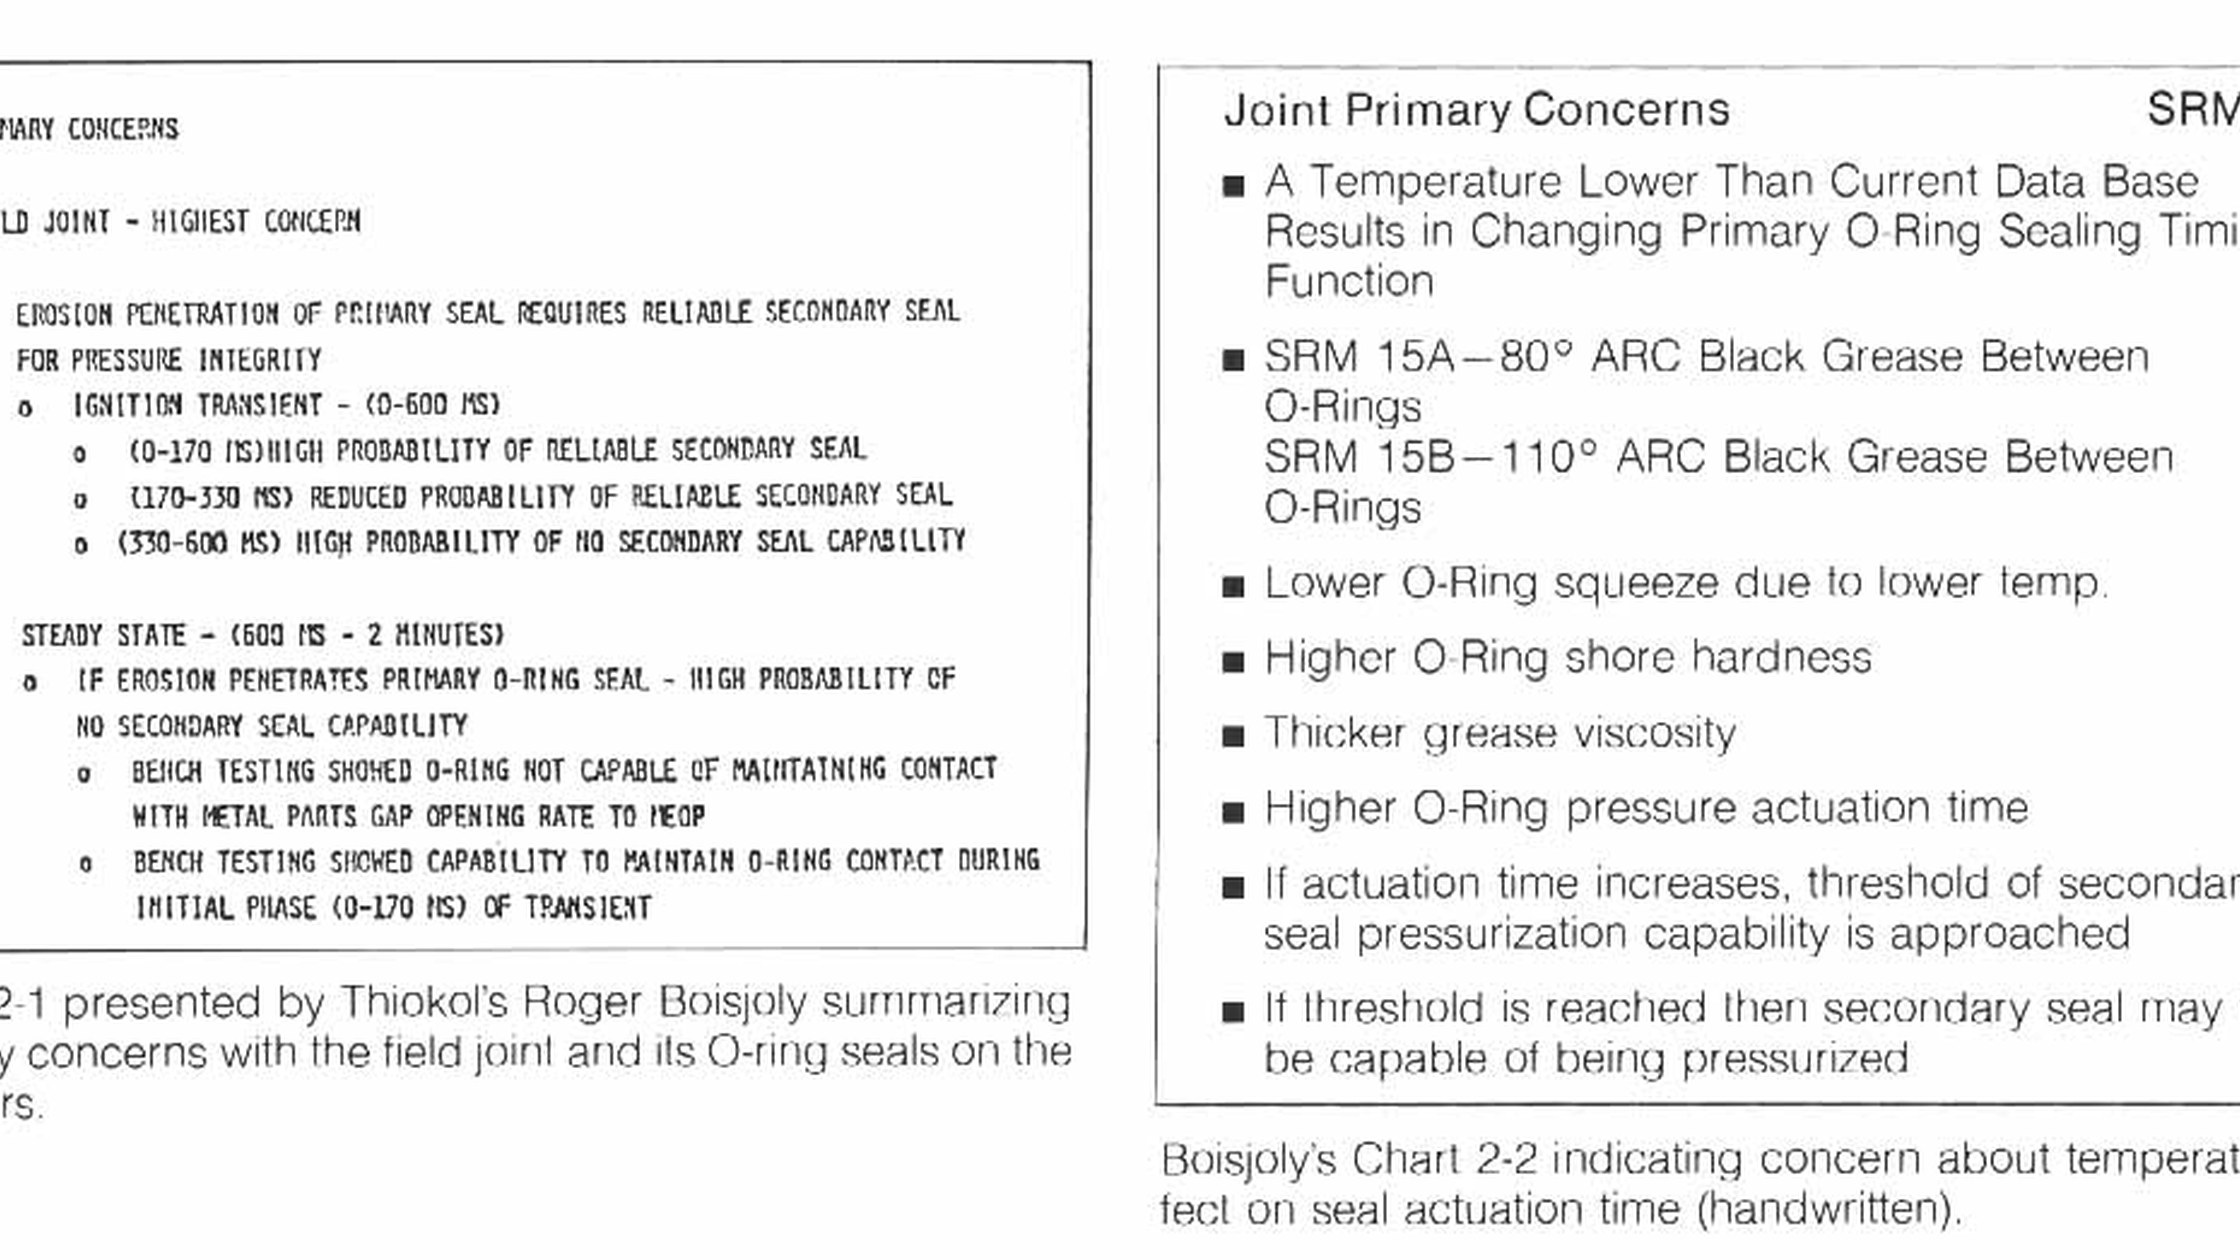 MARY CONCERNS
LD JOINT - HIGHEST CONCERN
EROSION PENETRATION OF PRIMARY SEAL REQUIRES RELIABLE SECONDARY SEAL
FOR PRESSURE INTEGRITY
o IGNITION TRANSIENT - (0-600 MS)
o (0-170 MS)HIGH PROBABILITY OF RELIABLE SECONDARY SEAL
o (170-330 MS) REDUCED PROBABILITY OF RELIABLE SECONDARY SEAL
o (330-600 MS) HIGH PROBABILITY OF NO SECONDARY SEAL CAPABILITY
STEADY STATE - (600 MS - 2 MINUTES)
o IF EROSION PENETRATES PRIMARY O-RING SEAL - HIGH PROBABILITY OF
NO SECONDARY SEAL CAPABILITY
o BENCH TESTING SHOWED O-RING NOT CAPABLE OF MAINTAINING CONTACT
WITH METAL PARTS GAP OPENING RATE TO MEOP
o BENCH TESTING SHOWED CAPABILITY TO MAINTAIN O-RING CONTACT DURING
INITIAL PHASE (0-170 MS) OF TRANSIENT
2-1 presented by Thiokol's Roger Boisjoly summarizing
y concerns with the field joint and its O-ring seals on the
rs.
Joint Primary Concerns SRM
■ A Temperature Lower Than Current Data Base
Results in Changing Primary O-Ring Sealing Timi
Function
■ SRM 15A—80° ARC Black Grease Between
O-Rings
SRM 15B—110° ARC Black Grease Between
O-Rings
■ Lower O-Ring squeeze due to lower temp.
■ Higher O-Ring shore hardness
■ Thicker grease viscosity
■ Higher O-Ring pressure actuation time
■ If actuation time increases, threshold of secondar
seal pressurization capability is approached
■ If threshold is reached then secondary seal may
be capable of being pressurized
Boisjoly's Chart 2-2 indicating concern about temperat
fect on seal actuation time (handwritten).